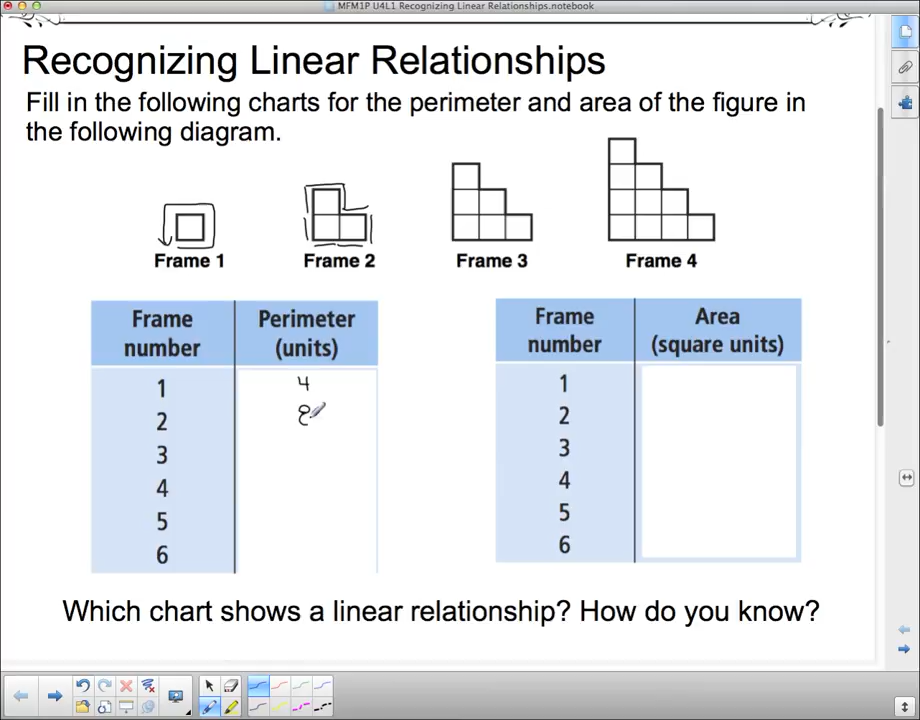 MFM1P U4L1 Recognizing Linear Relationships.notebook
Recognizing Linear Relationships
Fill in the following charts for the perimeter and area of the figure in
the following diagram.
Frame 1 Frame 2 Frame 3 Frame 4
Frame number Perimeter (units)
1 4
2 8
3
4
5
6
Frame number Area (square units)
1
2
3
4
5
6
Which chart shows a linear relationship? How do you know?